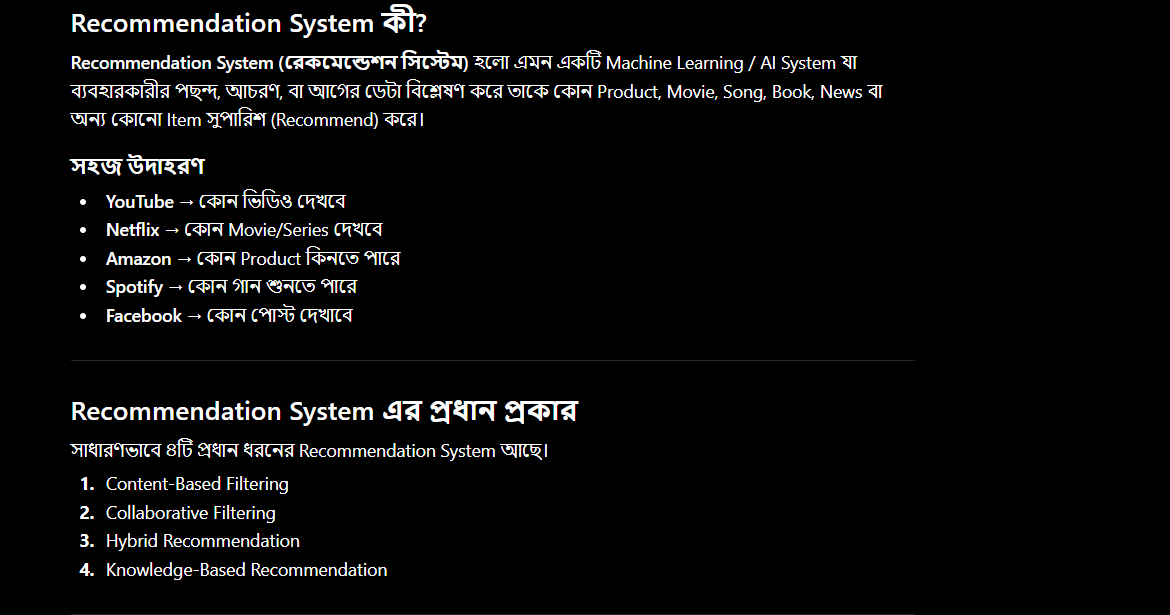 Recommendation System কী?
Recommendation System (রেকমেন্ডেশন সিস্টেম) হলো এমন একটি Machine Learning / AI System যা
ব্যবহারকারীর পছন্দ, আচরণ, বা আগের ডেটা বিশ্লেষণ করে তাকে কোন Product, Movie, Song, Book, News বা
অন্য কোনো Item সুপারিশ (Recommend) করে।
সহজ উদাহরণ
• YouTube → কোন ভিডিও দেখবে
• Netflix → কোন Movie/Series দেখবে
• Amazon → কোন Product কিনতে পারে
• Spotify → কোন গান শুনতে পারে
• Facebook → কোন পোস্ট দেখাবে
Recommendation System এর প্রধান প্রকার
সাধারণভাবে ৪টি প্রধান ধরনের Recommendation System আছে।
1. Content-Based Filtering
2. Collaborative Filtering
3. Hybrid Recommendation
4. Knowledge-Based Recommendation